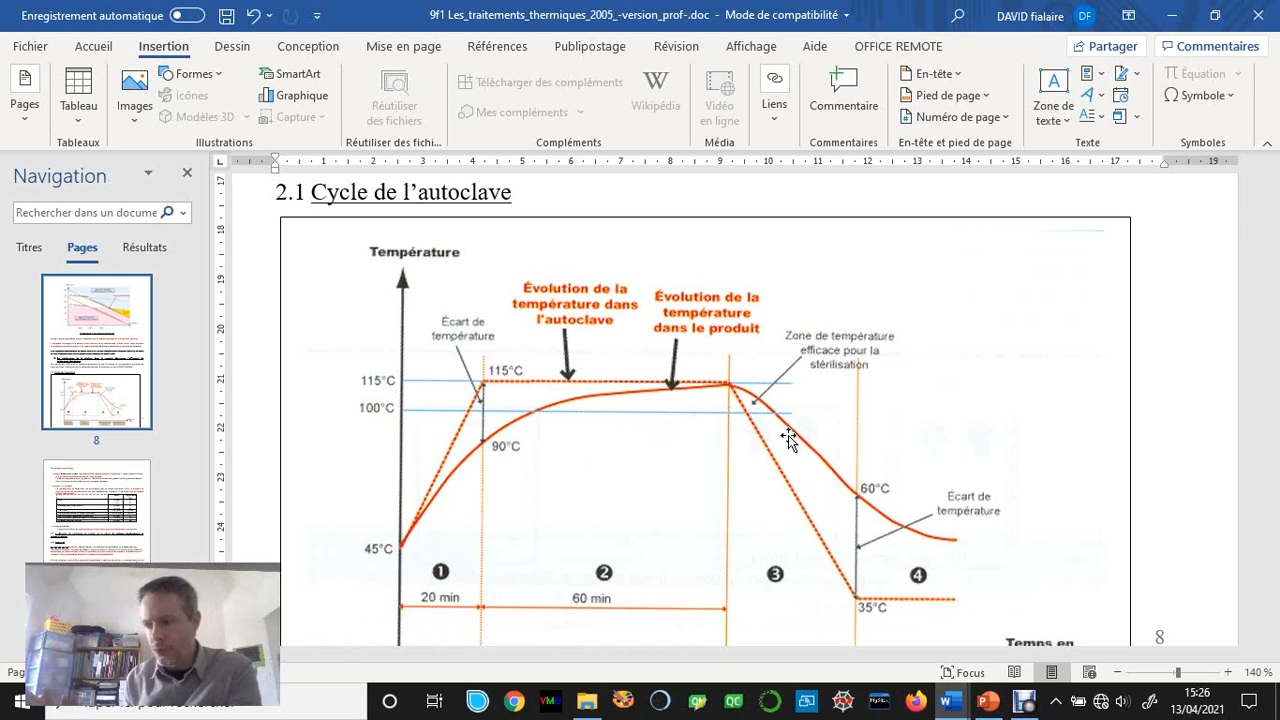 Enregistrement automatique
9f1 Les_traitements_thermiques_2005_-version_prof-.doc - Mode de compatibilité
DAVID fialaire
DF
Fichier
Accueil
Insertion
Dessin
Conception
Mise en page
Références
Publipostage
Révision
Affichage
Aide
OFFICE REMOTE
Partager
Commentaires
Pages
Tableau
Images
Formes
Icônes
Modèles 3D
SmartArt
Graphique
Capture
Réutiliser
des fichiers
Télécharger des compléments
Mes compléments
Wikipédia
Vidéo
en ligne
Liens
Commentaire
En-tête
Pied de page
Numéro de page
Zone de
texte
Équation
Symbole
Tableaux
Illustrations
Réutiliser des fichi...
Compléments
Média
Commentaires
En-tête et pied de page
Texte
Symboles
Navigation
Rechercher dans un docume
Titres
Pages
Résultats
8
2.1 Cycle de l'autoclave
Température
Évolution de la
température dans
l'autoclave
Évolution de la
température
dans le produit
Écart de
température
Zone de température
efficace pour la
stérilisation
115°C
115°C
100°C
90°C
60°C
Ecart de
température
45°C
1
2
3
4
20 min
60 min
35°C
Temps en
8
Focus
140 %
15:26
13/04/2021